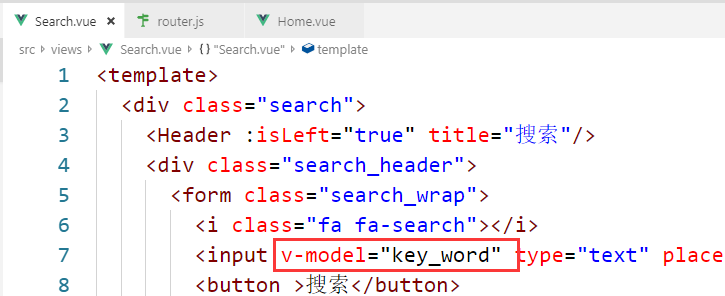 Search.vue × router.js Home.vue
src > views > Search.vue > {} "Search.vue" > template
1 <template>
2 <div class="search">
3 <Header :isLeft="true" title="搜索"/>
4 <div class="search_header">
5 <form class="search_wrap">
6 <i class="fa fa-search"></i>
7 <input v-model="key_word" type="text" place
8 <button >搜索</button>